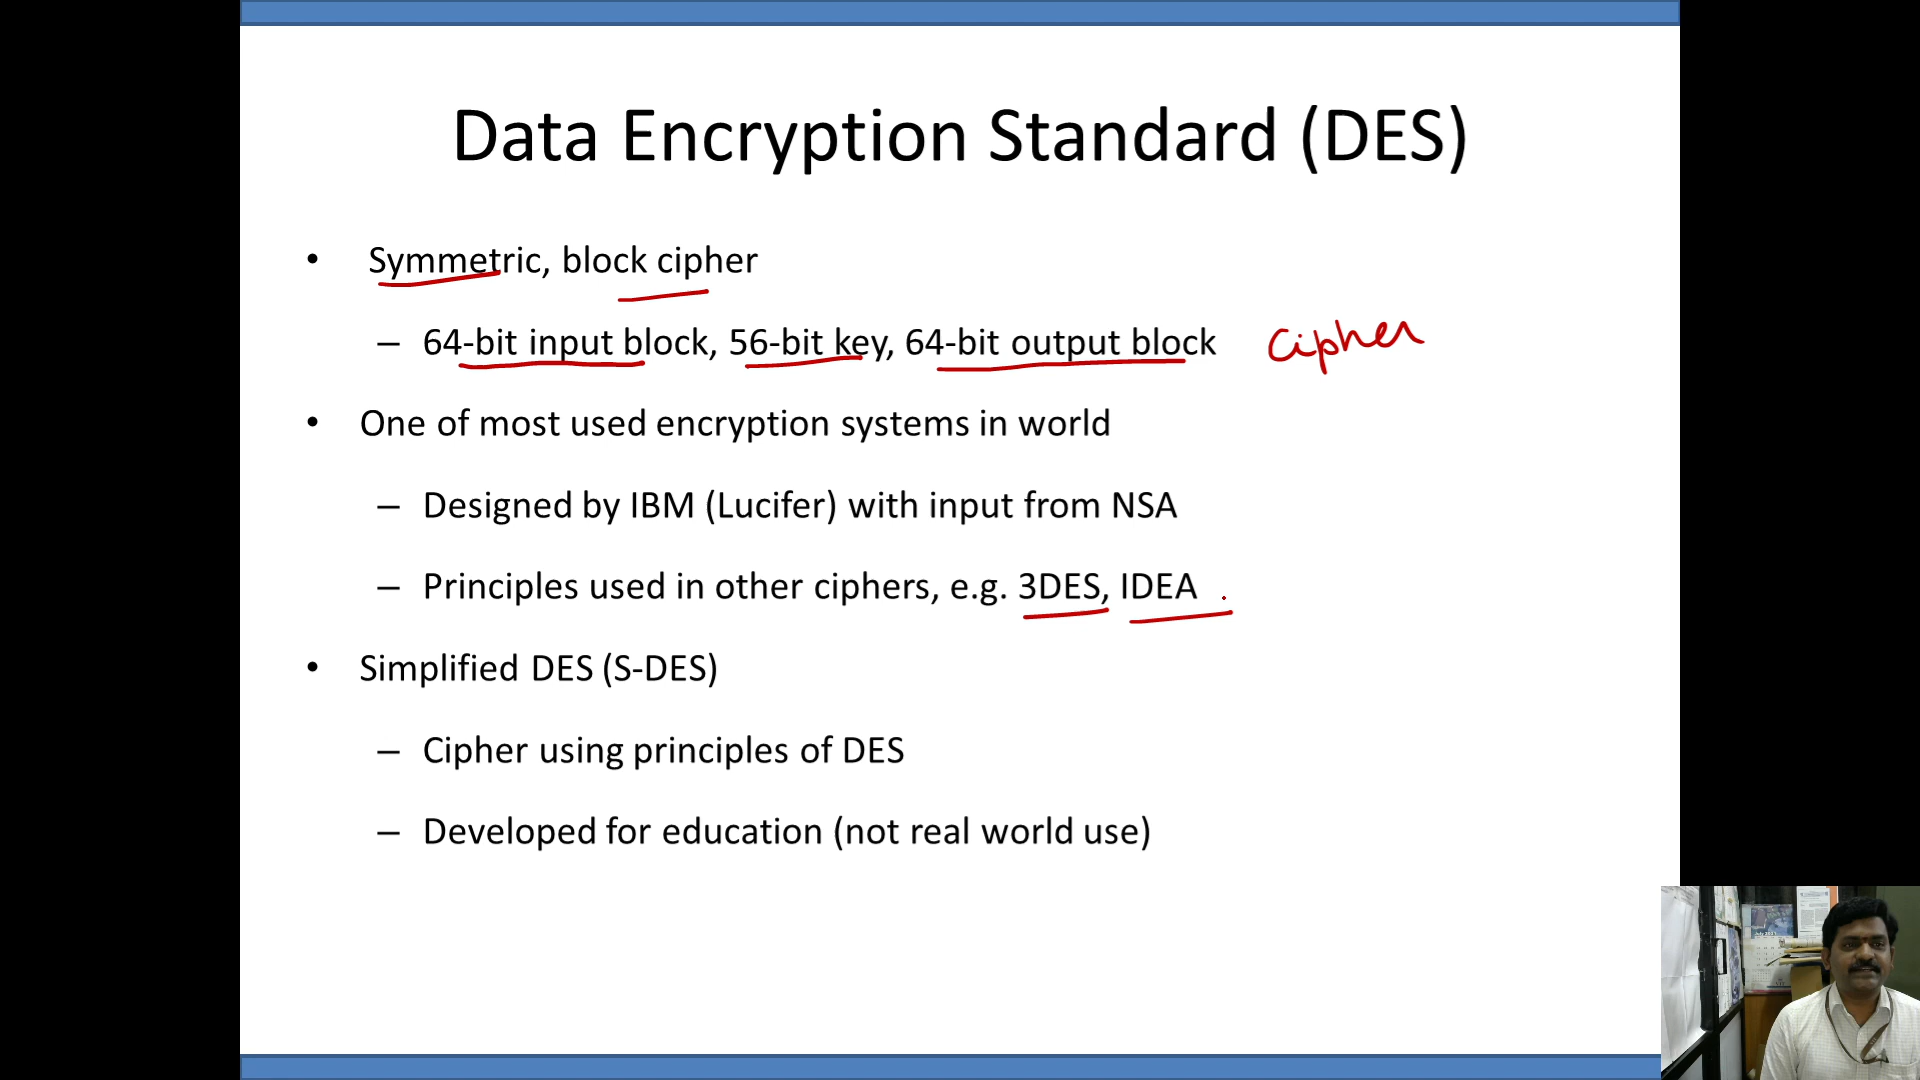 Data Encryption Standard (DES)
• Symmetric, block cipher
– 64-bit input block, 56-bit key, 64-bit output block Cipher
• One of most used encryption systems in world
– Designed by IBM (Lucifer) with input from NSA
– Principles used in other ciphers, e.g. 3DES, IDEA
• Simplified DES (S-DES)
– Cipher using principles of DES
– Developed for education (not real world use)